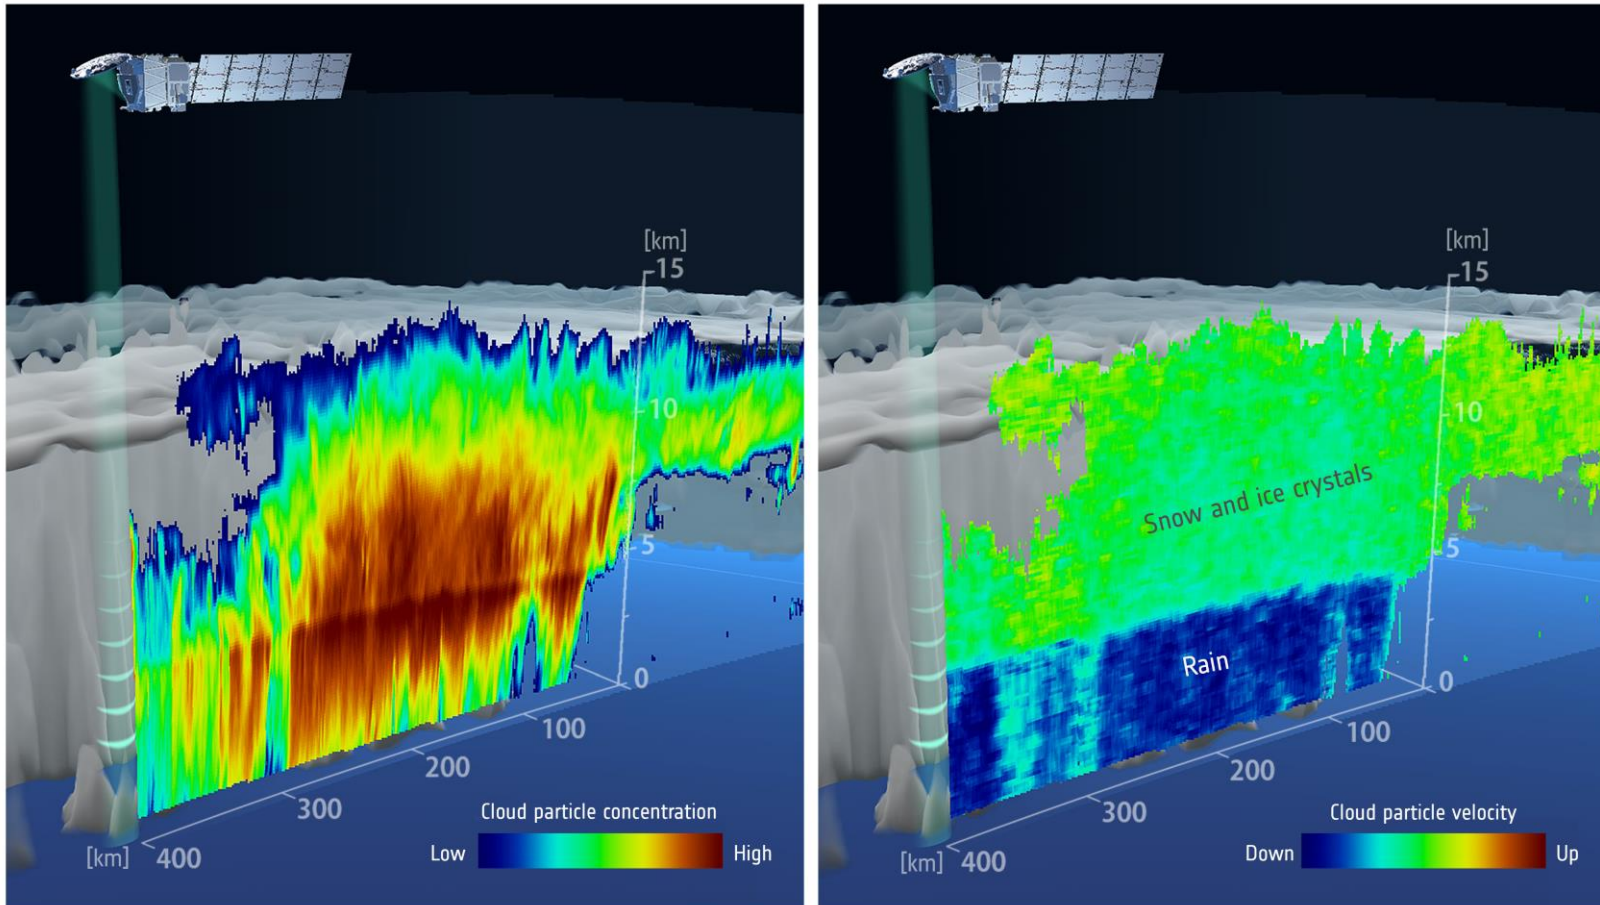 [km]
15
10
5
0
100
200
300
400
[km]
Cloud particle concentration
Low High
[km]
15
10
5
0
100
200
300
400
[km]
Snow and ice crystals
Rain
Cloud particle velocity
Down Up